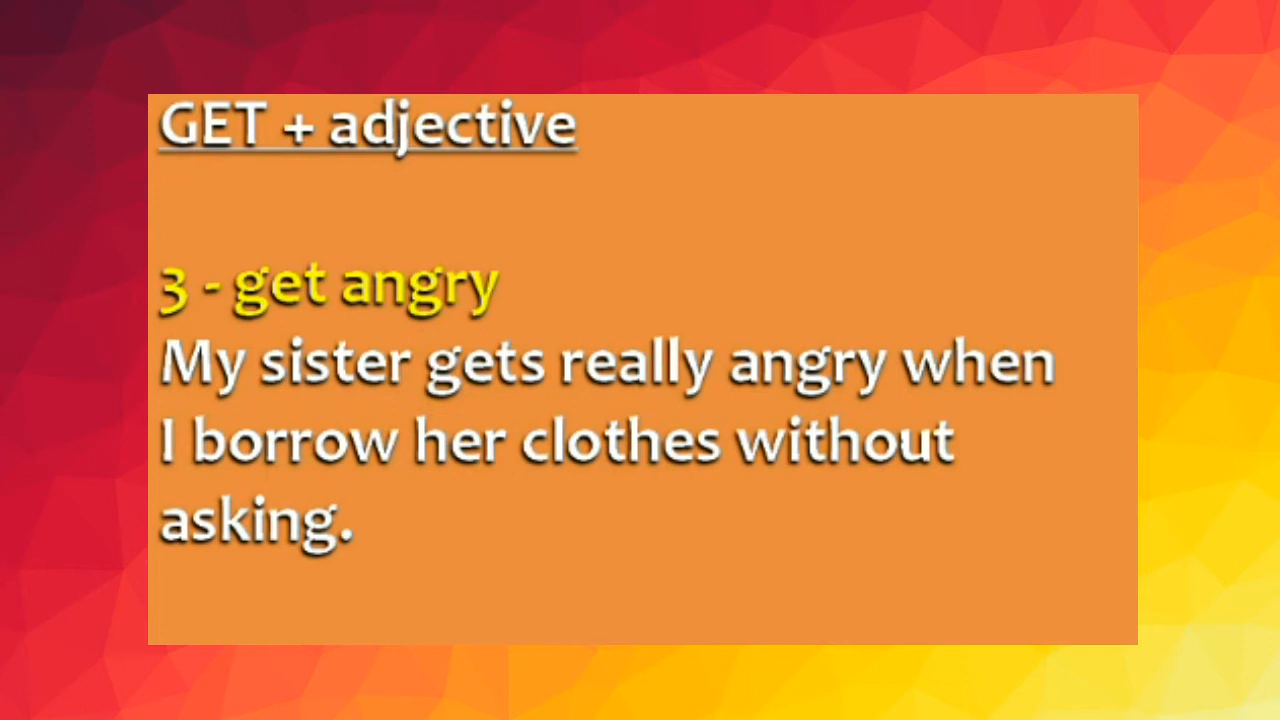 GET + adjective
3 - get angry
My sister gets really angry when
I borrow her clothes without
asking.